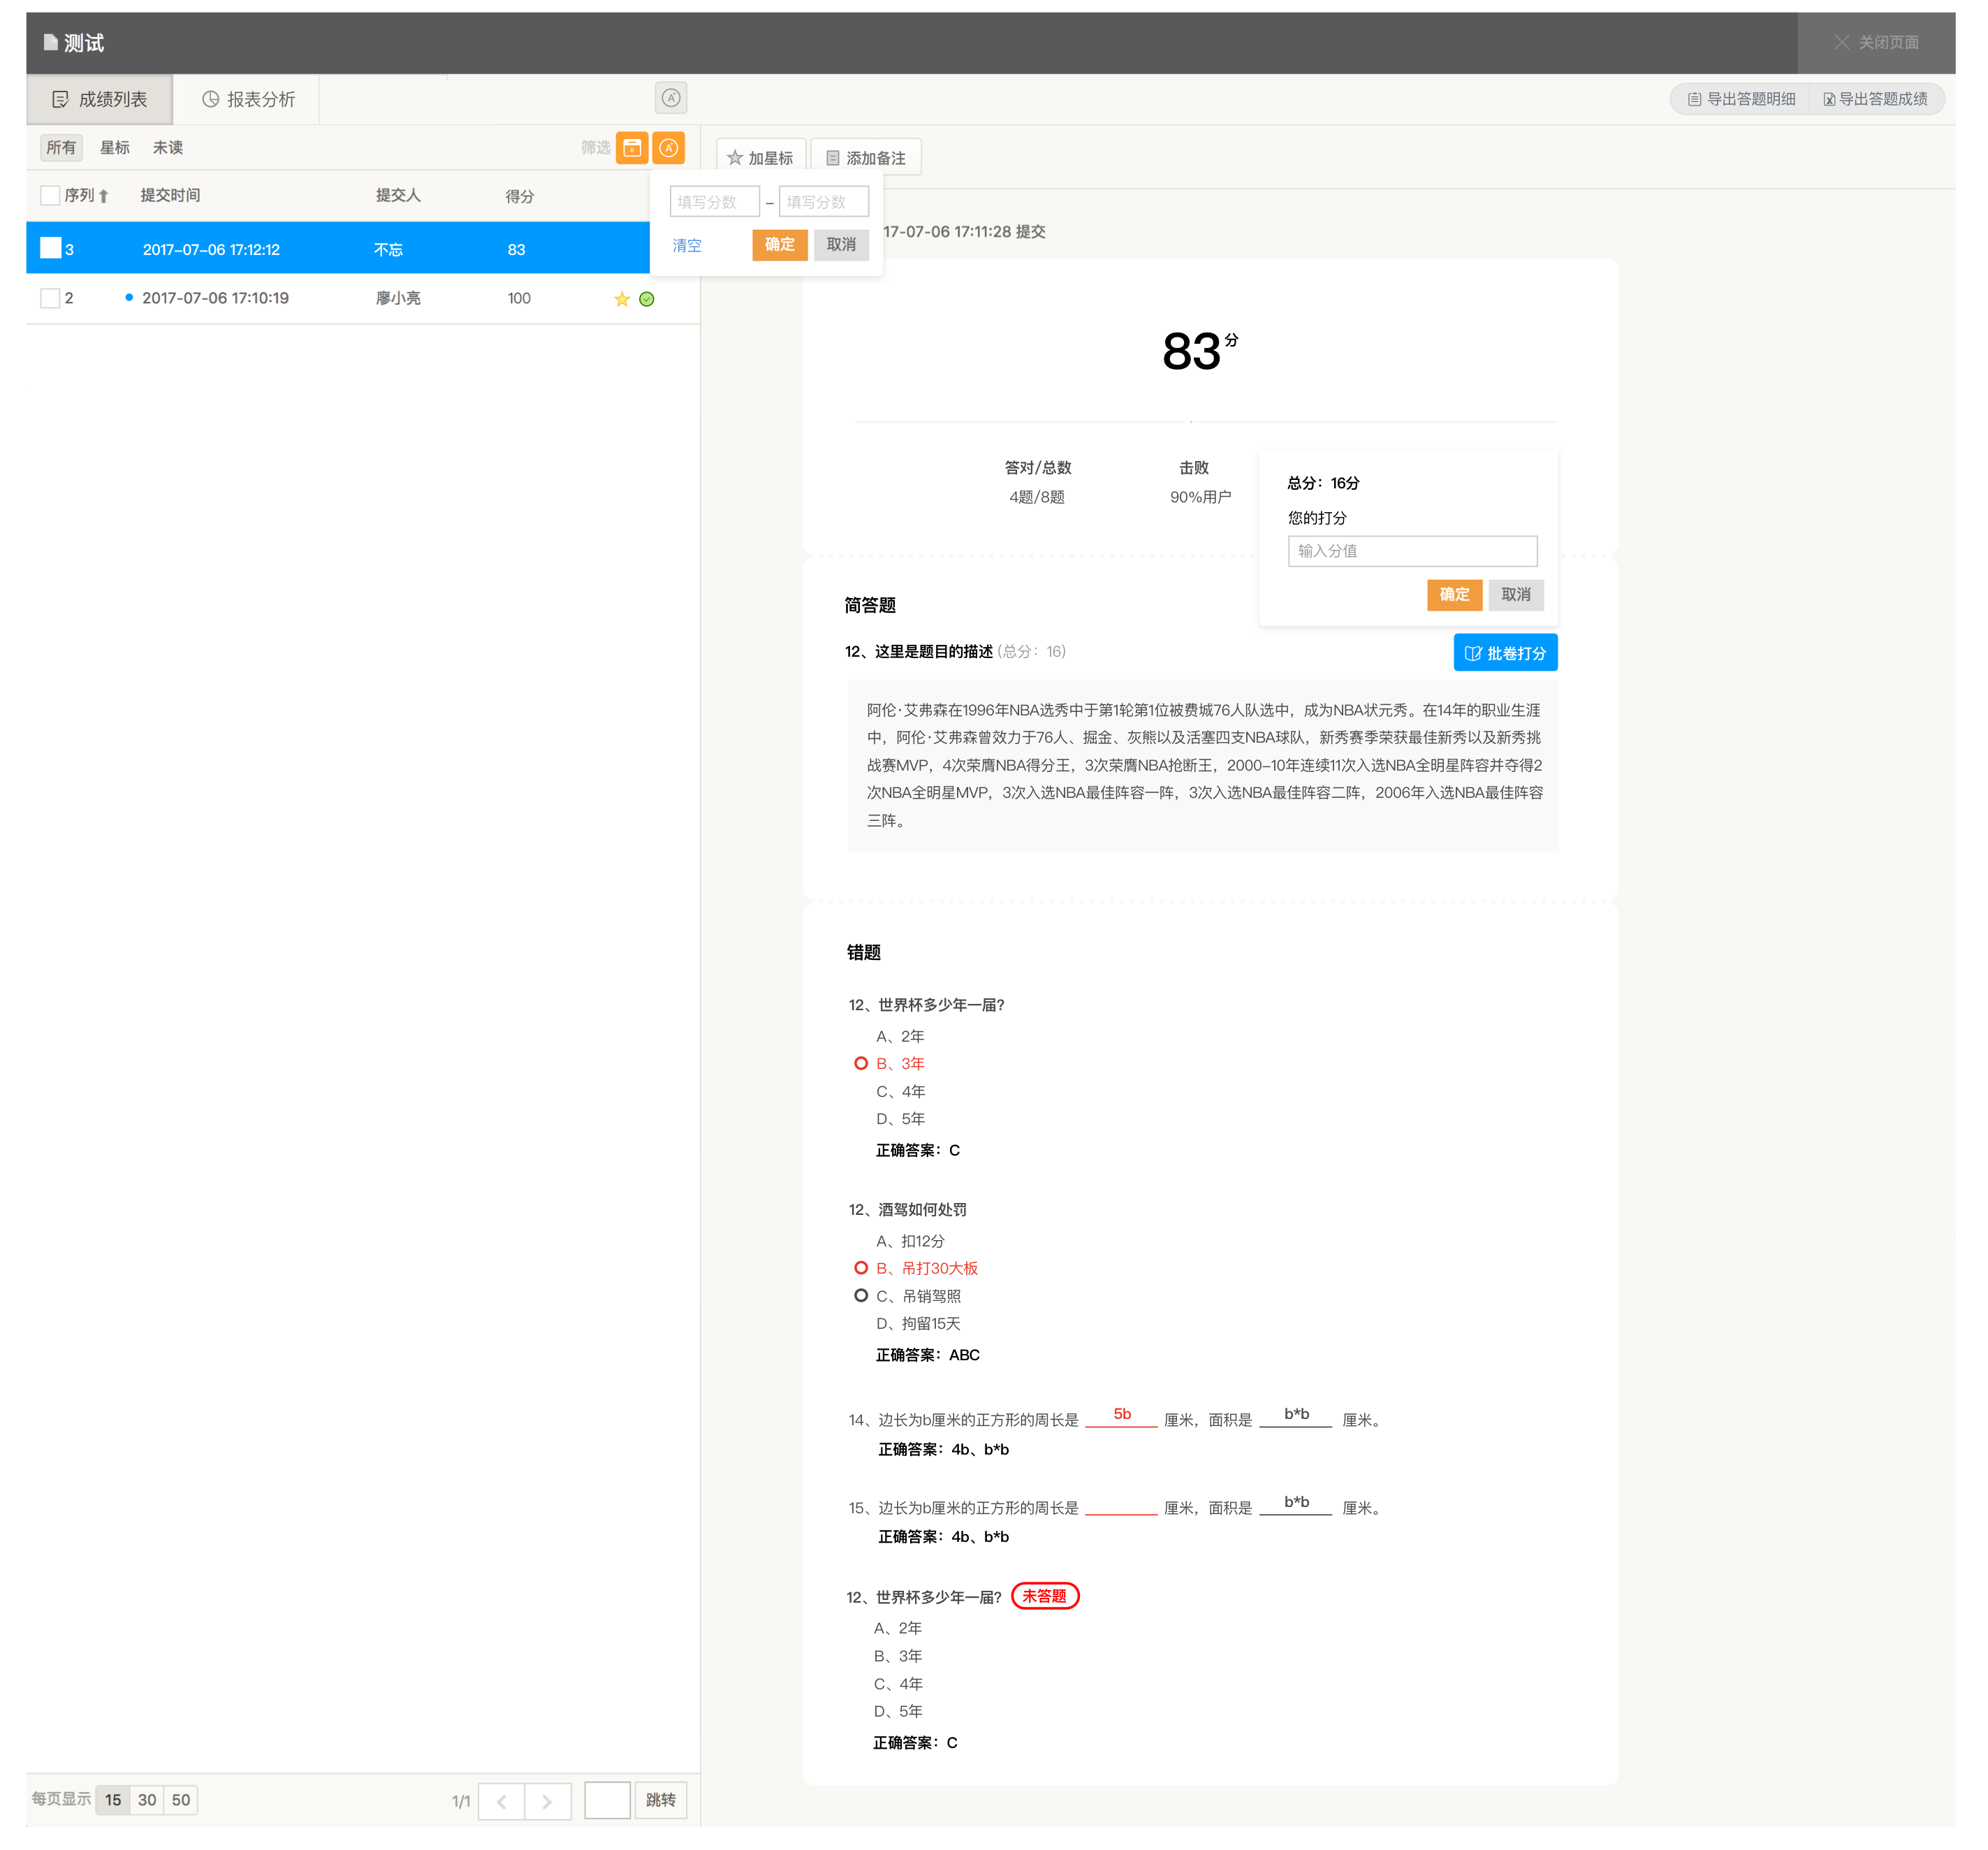 测试
关闭页面
成绩列表
报表分析
导出答题明细
导出答题成绩
所有 星标 未读
筛选
加星标
添加备注
序列 提交时间 提交人 得分
填写分数 – 填写分数
清空 确定 取消
3 2017-07-06 17:12:12 不忘 83
2 2017-07-06 17:10:19 廖小亮 100
17-07-06 17:11:28 提交
83分
答对/总数 击败
4题/8题 90%用户
总分：16分
您的打分
输入分值
确定 取消
简答题
12、这里是题目的描述 (总分：16)
批卷打分
阿伦·艾弗森在1996年NBA选秀中于第1轮第1位被费城76人队选中，成为NBA状元秀。在14年的职业生涯
中，阿伦·艾弗森曾效力于76人、掘金、灰熊以及活塞四支NBA球队，新秀赛季荣获最佳新秀以及新秀挑
战赛MVP，4次荣膺NBA得分王，3次荣膺NBA抢断王，2000-10年连续11次入选NBA全明星阵容并夺得2
次NBA全明星MVP，3次入选NBA最佳阵容一阵，3次入选NBA最佳阵容二阵，2006年入选NBA最佳阵容
三阵。
错题
12、世界杯多少年一届?
A、2年
B、3年
C、4年
D、5年
正确答案：C
12、酒驾如何处罚
A、扣12分
B、吊打30大板
C、吊销驾照
D、拘留15天
正确答案：ABC
14、边长为b厘米的正方形的周长是 5b 厘米，面积是 b*b 厘米。
正确答案：4b、b*b
15、边长为b厘米的正方形的周长是 厘米，面积是 b*b 厘米。
正确答案：4b、b*b
12、世界杯多少年一届? 未答题
A、2年
B、3年
C、4年
D、5年
正确答案：C
每页显示 15 30 50
1/1
跳转